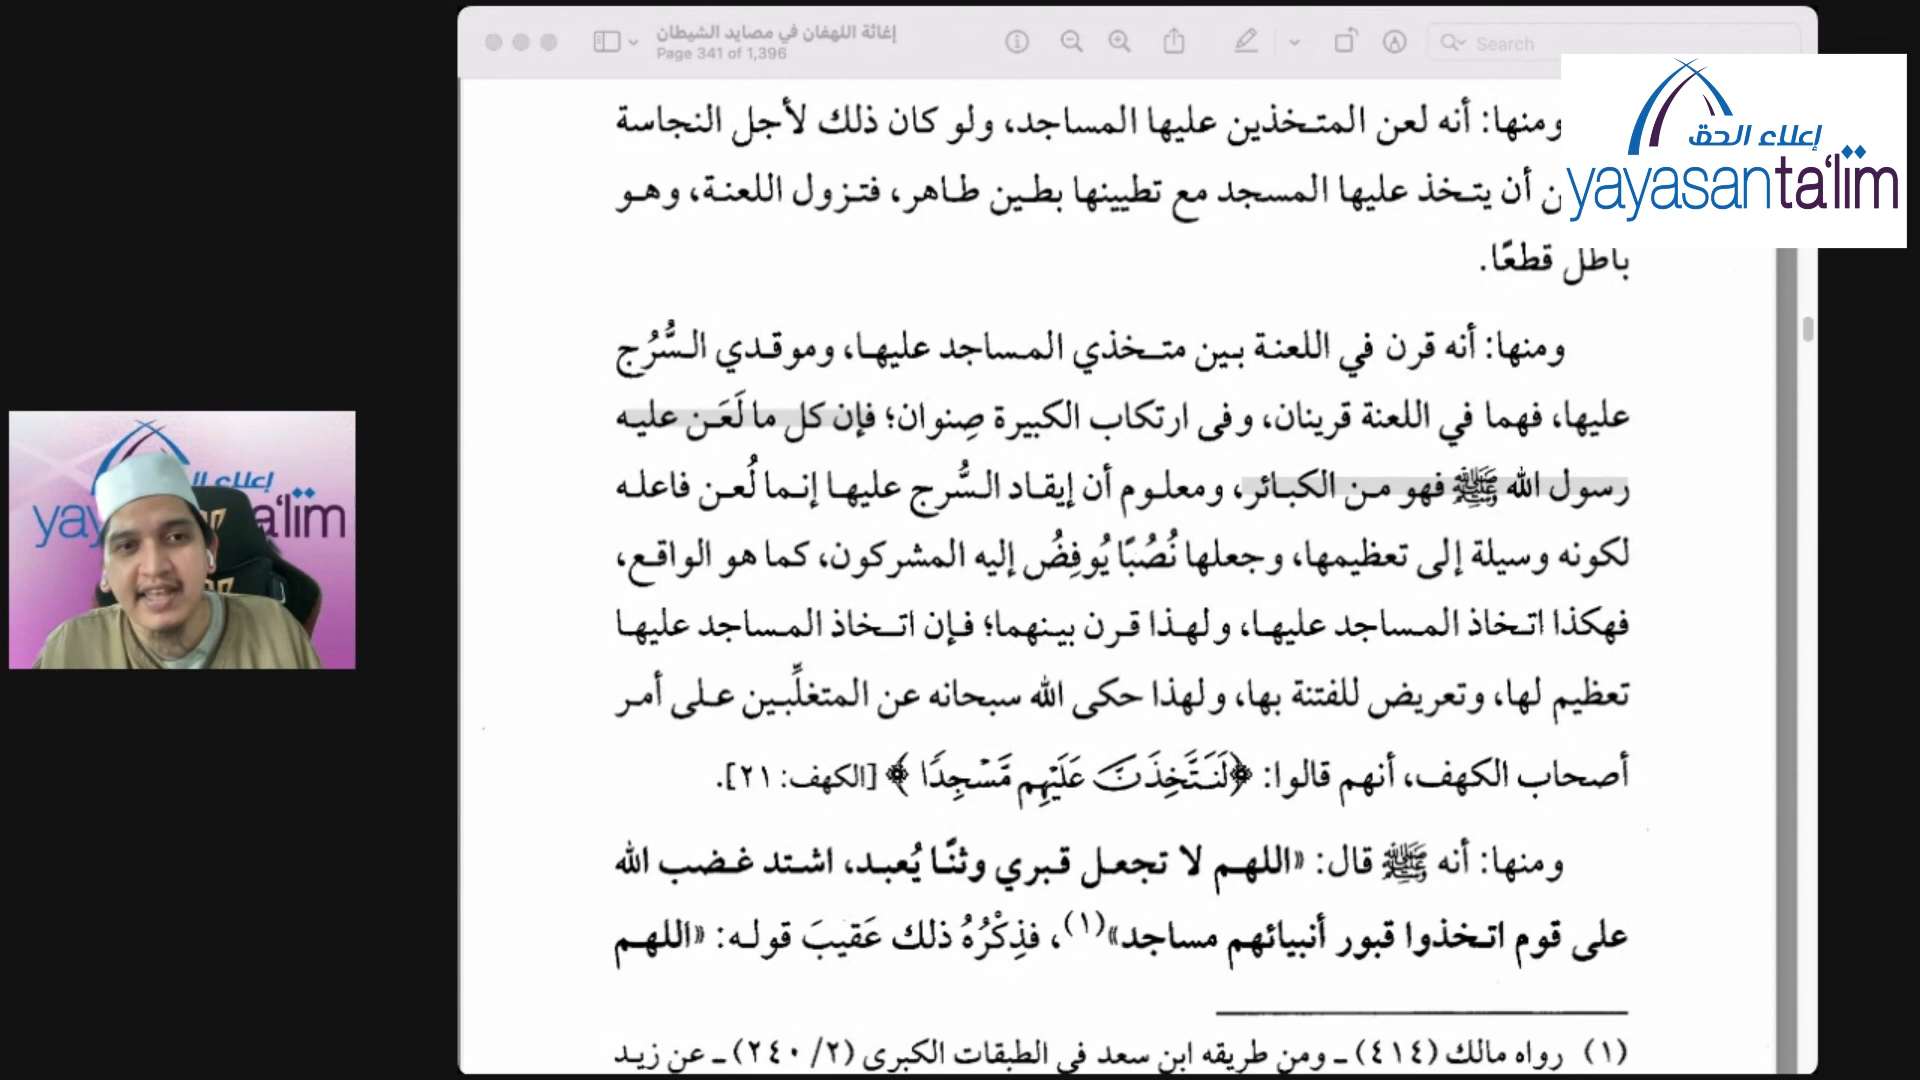 إغاثة اللهفان في مصايد الشيطان
Page 341 of 1,396
Search
إعلاء الحق
yayasanta'lim
ومنها: أنه لعن المتخذين عليها المساجد، ولو كان ذلك لأجل النجاسة
أن يتخذ عليها المسجد مع تطيينها بطين طاهر، فتزول اللعنة، وهو
باطل قطعًا.
ومنها: أنه قرن في اللعنة بين متخذي المساجد عليها، وموقدي السُّرُج
عليها، فهما في اللعنة قرينان، وفى ارتكاب الكبيرة صِنوان؛ فإن كل ما لَعَن عليه
رسول الله ﷺ فهو من الكبائر، ومعلوم أن إيقاد السُّرج عليها إنما لُعن فاعله
لكونه وسيلة إلى تعظيمها، وجعلها نُصُبًا يُوفِضُ إليه المشركون، كما هو الواقع،
فهكذا اتخاذ المساجد عليها، ولهذا قرن بينهما؛ فإن اتخاذ المساجد عليها
تعظيم لها، وتعريض للفتنة بها، ولهذا حكى الله سبحانه عن المتغلِّبين على أمر
أصحاب الكهف، أنهم قالوا: ﴿لَنَتَّخِذَنَّ عَلَيْهِم مَّسْجِدًا﴾ [الكهف: ٢١].
ومنها: أنه ﷺ قال: «اللهم لا تجعل قبري وثنًا يُعبد، اشتد غضب الله
على قوم اتخذوا قبور أنبيائهم مساجد»(١)، فذِكْرُهُ ذلك عَقيبَ قوله: «اللهم
(١) رواه مالك (٤١٤) ـ ومن طريقه ابن سعد في الطبقات الكبرى (٢/ ٢٤٠) ـ عن زيد